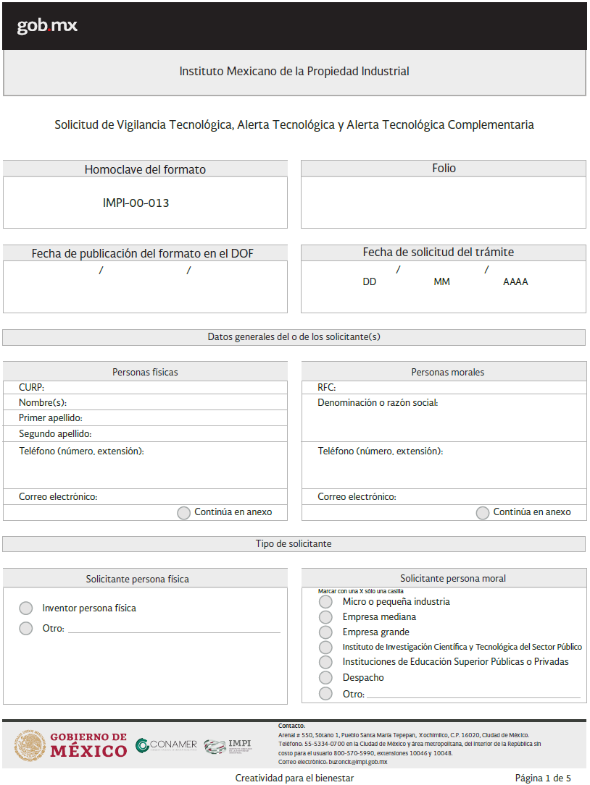 gob.mx
Instituto Mexicano de la Propiedad Industrial
Solicitud de Vigilancia Tecnológica, Alerta Tecnológica y Alerta Tecnológica Complementaria
Homoclave del formato
IMPI-00-013
Folio
Fecha de publicación del formato en el DOF
/ /
Fecha de solicitud del trámite
/ /
DD MM AAAA
Datos generales del o de los solicitante(s)
Personas físicas
CURP:
Nombre(s):
Primer apellido:
Segundo apellido:
Teléfono (número, extensión):
Correo electrónico:
Continúa en anexo
Personas morales
RFC:
Denominación o razón social:
Teléfono (número, extensión):
Correo electrónico:
Continúa en anexo
Tipo de solicitante
Solicitante persona física
Inventor persona física
Otro:
Solicitante persona moral
Marcar con una X sólo una casilla
Micro o pequeña industria
Empresa mediana
Empresa grande
Instituto de Investigación Científica y Tecnológica del Sector Público
Instituciones de Educación Superior Públicas o Privadas
Despacho
Otro:
GOBIERNO DE
MÉXICO
CONAMER
IMPI
Contacto:
Arenal # 550, Sótano 1, Pueblo Santa María Tepepan, Xochimilco, C.P. 16020, Ciudad de México.
Teléfono: 55-5334-0700 en la Ciudad de México y área metropolitana, del interior de la República sin
costo para el usuario 800-570-5990, extensiones 10046 y 10048.
Correo electrónico: buzoncit@impi.gob.mx
Creatividad para el bienestar
Página 1 de 5